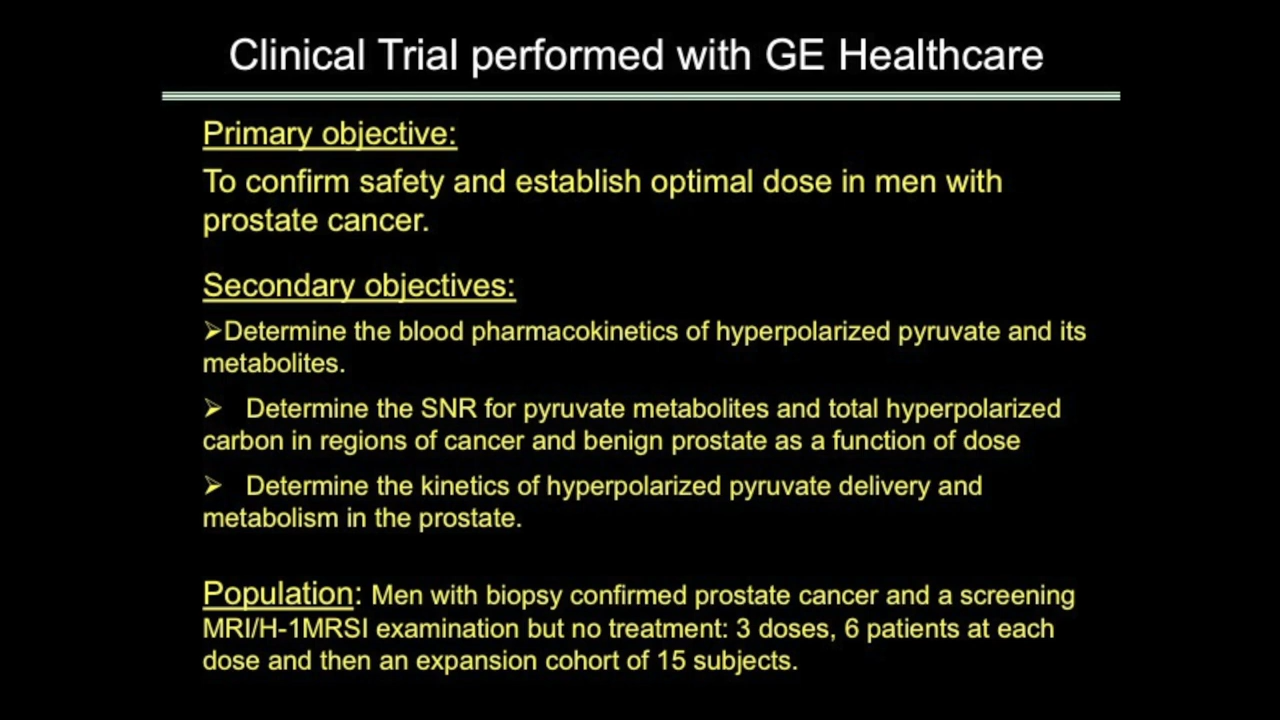 Clinical Trial performed with GE Healthcare
Primary objective:
To confirm safety and establish optimal dose in men with
prostate cancer.
Secondary objectives:
➢Determine the blood pharmacokinetics of hyperpolarized pyruvate and its
metabolites.
➢ Determine the SNR for pyruvate metabolites and total hyperpolarized
carbon in regions of cancer and benign prostate as a function of dose
➢ Determine the kinetics of hyperpolarized pyruvate delivery and
metabolism in the prostate.
Population: Men with biopsy confirmed prostate cancer and a screening
MRI/H-1MRSI examination but no treatment: 3 doses, 6 patients at each
dose and then an expansion cohort of 15 subjects.